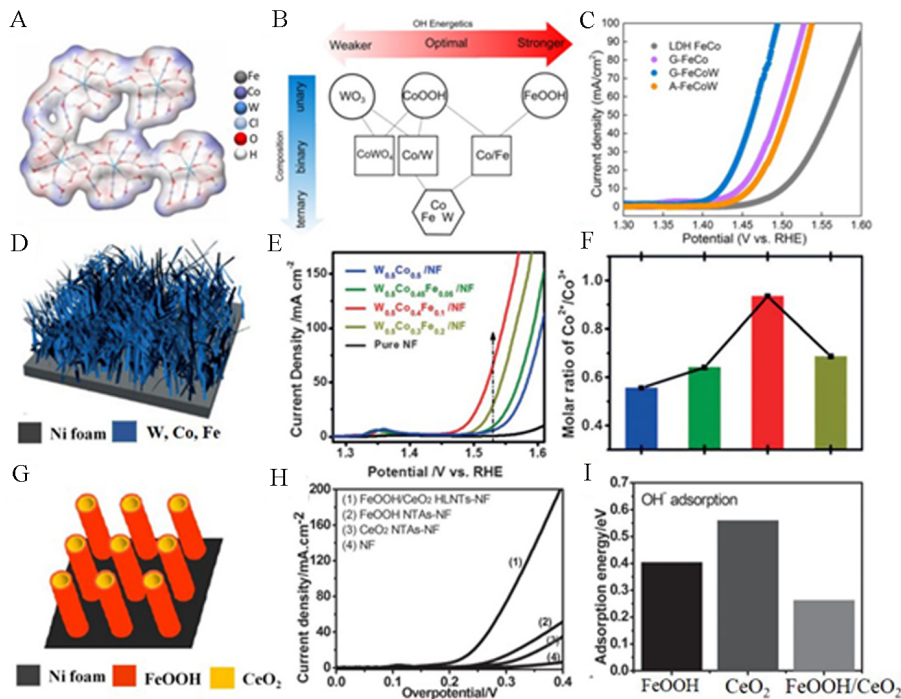 A
Fe
Co
W
Cl
O
H
B
OH Energetics
Weaker Optimal Stronger
Composition
unary
binary
ternary
WO3 CoOOH FeOOH
CoWO4 Co/W Co/Fe
Co
Fe W
C
LDH FeCo
G-FeCo
G-FeCoW
A-FeCoW
Current density (mA/cm²)
100
90
80
70
60
50
40
30
20
10
0
1.30 1.35 1.40 1.45 1.50 1.55 1.60
Potential (V vs. RHE)
D
Ni foam W, Co, Fe
E
W0.5Co0.5 /NF
W0.5Co0.45Fe0.05 /NF
W0.5Co0.4Fe0.1/NF
W0.5Co0.3Fe0.2 /NF
Pure NF
Current Density /mA cm-2
150
100
50
0
1.3 1.4 1.5 1.6
Potential /V vs. RHE
F
Molar ratio of Co2+/Co3+
1.0
0.8
0.6
0.4
G
Ni foam FeOOH CeO2
H
(1) FeOOH/CeO2 HLNTs-NF
(2) FeOOH NTAs-NF
(3) CeO2 NTAs-NF
(4) NF
(1)
(2)
(3)
(4)
Current density/mA.cm-2
200
160
120
80
40
0
0.0 0.1 0.2 0.3 0.4
Overpotential/V
I
OH- adsorption
Adsorption energy/eV
0.7
0.6
0.5
0.4
0.3
0.2
0.1
0.0
FeOOH CeO2 FeOOH/CeO2